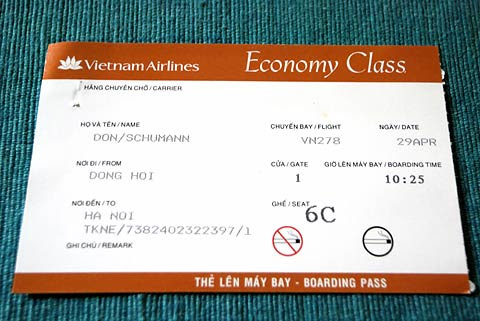 Vietnam Airlines Economy Class
HÃNG CHUYÊN CHỞ / CARRIER
HỌ VÀ TÊN / NAME CHUYẾN BAY / FLIGHT NGÀY/ DATE
DON/SCHUMANN VN278 29APR
NƠI ĐI / FROM CỬA / GATE GIỜ LÊN MÁY BAY / BOARDING TIME
DONG HOI 1 10:25
NƠI ĐẾN / TO GHẾ / SEAT
HA NOI 6C
TKNE/7382402322397/1
GHI CHÚ / REMARK
THẺ LÊN MÁY BAY - BOARDING PASS